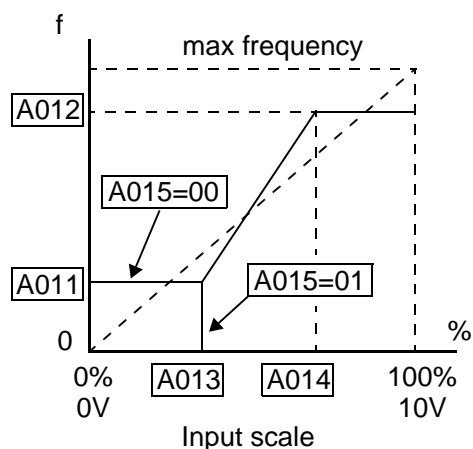 f
max frequency
A012
A015=00
A011
A015=01
0
%
0% A013 A014 100%
0V 10V
Input scale